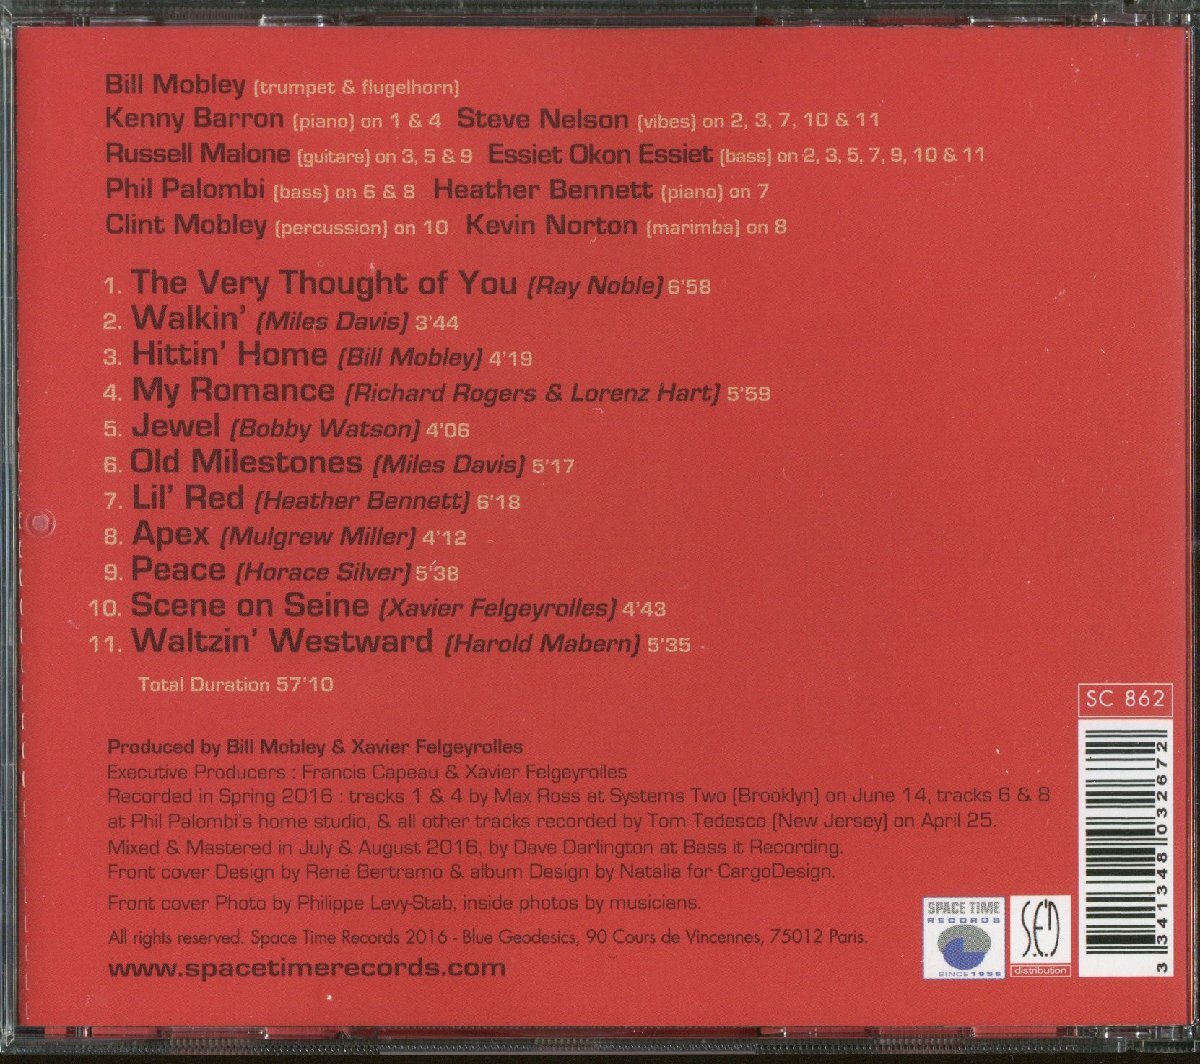 Bill Mobley (trumpet & flugelhorn)
Kenny Barron (piano) on 1 & 4 Steve Nelson (vibes) on 2, 3, 7, 10 & 11
Russell Malone (guitare) on 3, 5 & 9 Essiet Okon Essiet (bass) on 2, 3, 5, 7, 9, 10 & 11
Phil Palombi (bass) on 6 & 8 Heather Bennett (piano) on 7
Clint Mobley (percussion) on 10 Kevin Norton (marimba) on 8
1. The Very Thought of You (Ray Noble) 6'58
2. Walkin' (Miles Davis) 3'44
3. Hittin' Home (Bill Mobley) 4'19
4. My Romance (Richard Rogers & Lorenz Hart) 5'59
5. Jewel (Bobby Watson) 4'06
6. Old Milestones (Miles Davis) 5'17
7. Lil' Red (Heather Bennett) 6'18
8. Apex (Mulgrew Miller) 4'12
9. Peace (Horace Silver) 5'38
10. Scene on Seine (Xavier Felgeyrolles) 4'43
11. Waltzin' Westward (Harold Mabern) 5'35
Total Duration 57'10
Produced by Bill Mobley & Xavier Felgeyrolles
Executive Producers : Francis Capeau & Xavier Felgeyrolles
Recorded in Spring 2016 : tracks 1 & 4 by Max Ross at Systems Two (Brooklyn) on June 14, tracks 6 & 8
at Phil Palombi's home studio, & all other tracks recorded by Tom Tedesco (New Jersey) on April 25.
Mixed & Mastered in July & August 2016, by Dave Darlington at Bass it Recording.
Front cover Design by René Bertramo & album Design by Natalia for CargoDesign.
Front cover Photo by Philippe Levy-Stab, inside photos by musicians.
All rights reserved. Space Time Records 2016 - Blue Geodesics, 90 Cours de Vincennes, 75012 Paris.
www.spacetimerecords.com
SPACE TIME
RECORDS
SINCE 1996
S.E.D
distribution
SC 862
3 341348 032672